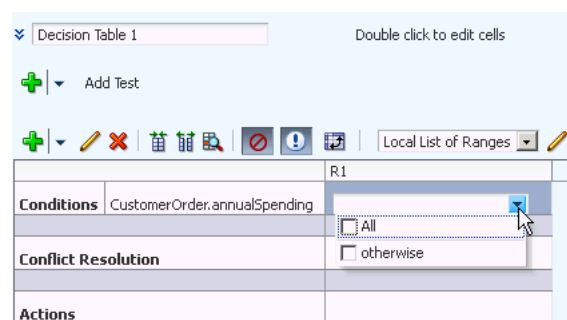 Decision Table 1 Double click to edit cells
Add Test
Local List of Ranges
R1
Conditions CustomerOrder.annualSpending
All
otherwise
Conflict Resolution
Actions